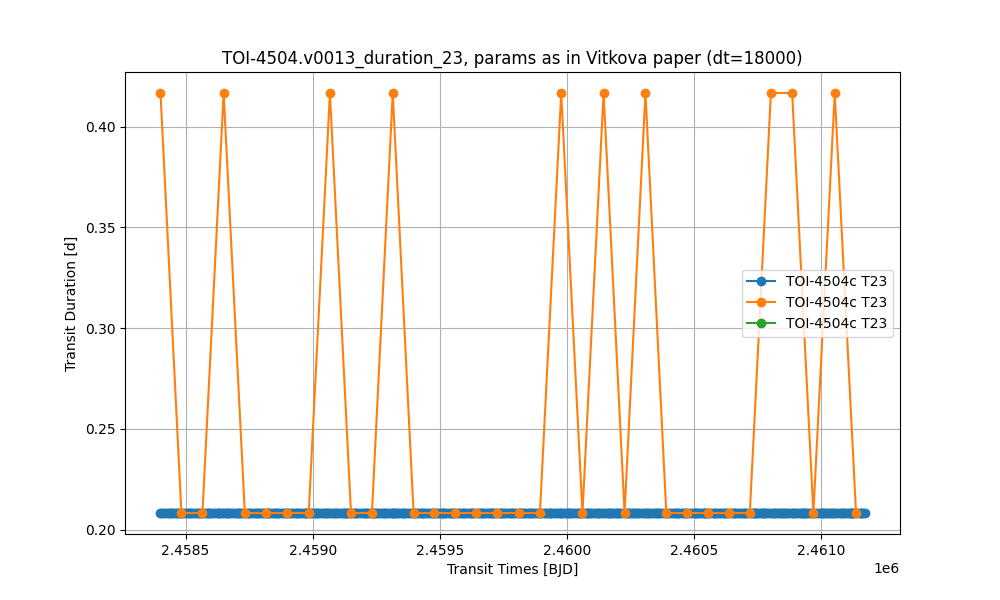 TOI-4504.v0013_duration_23, params as in Vitkova paper (dt=18000)
Transit Duration [d]
0.40
0.35
0.30
0.25
0.20
TOI-4504c T23
TOI-4504c T23
TOI-4504c T23
2.4585 2.4590 2.4595 2.4600 2.4605 2.4610
Transit Times [BJD]
1e6